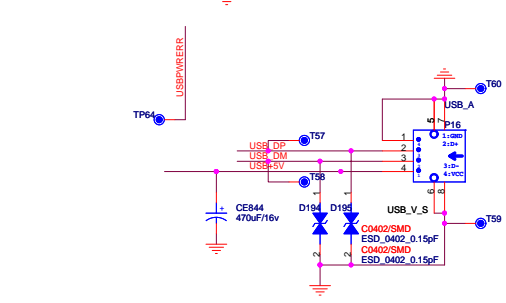 USBPWRERR
TP64
T60
USB_A
P16
5
7
T57
USB_DP
USB_DM
USB+5V
T58
1
2
3
4
1:GND
2:D+
3:D-
4:VCC
6
8
CE844
470uF/16v
+
D194
D195
1
1
2
2
USB_V_S
T59
C0402/SMD
ESD_0402_0.15pF
C0402/SMD
ESD_0402_0.15pF